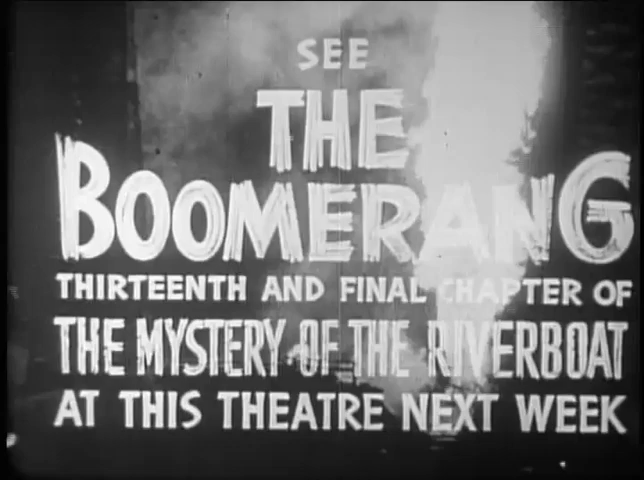 SEE
THE
BOOMERANG
THIRTEENTH AND FINAL CHAPTER OF
THE MYSTERY OF THE RIVERBOAT
AT THIS THEATRE NEXT WEEK